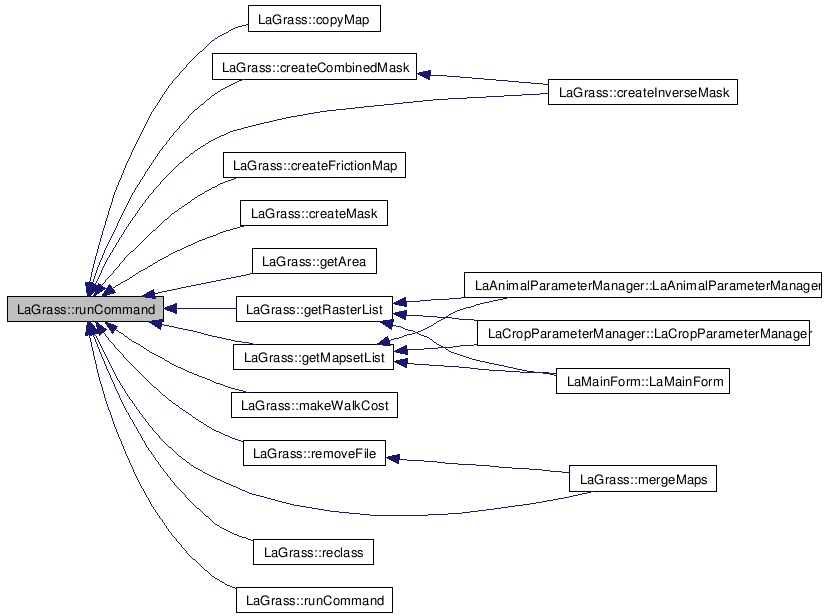 LaGrass::copyMap
LaGrass::createCombinedMask
LaGrass::createInverseMask
LaGrass::createFrictionMap
LaGrass::createMask
LaGrass::getArea
LaAnimalParameterManager::LaAnimalParameterManager
LaGrass::runCommand
LaGrass::getRasterList
LaCropParameterManager::LaCropParameterManager
LaGrass::getMapsetList
LaMainForm::LaMainForm
LaGrass::makeWalkCost
LaGrass::removeFile
LaGrass::mergeMaps
LaGrass::reclass
LaGrass::runCommand